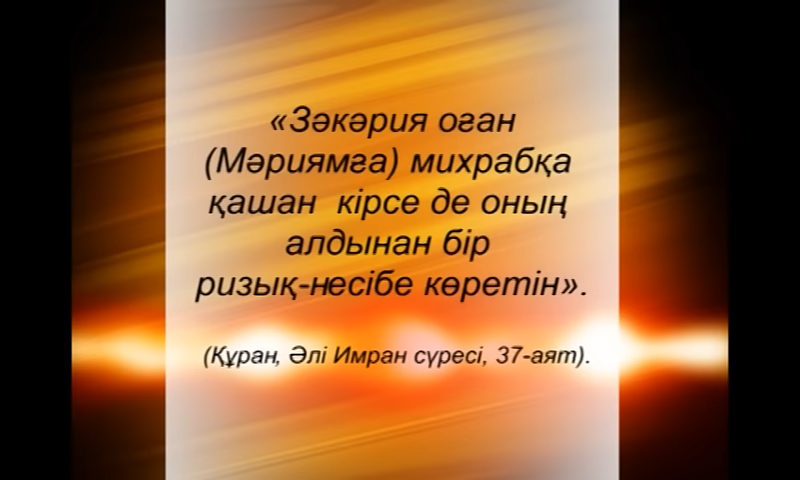 «Зәкәрия оған
(Мәриямға) михрабқа
қашан кірсе де оның
алдынан бір
ризық-несібе көретін».
(Құран, Әлі Имран сүресі, 37-аят).